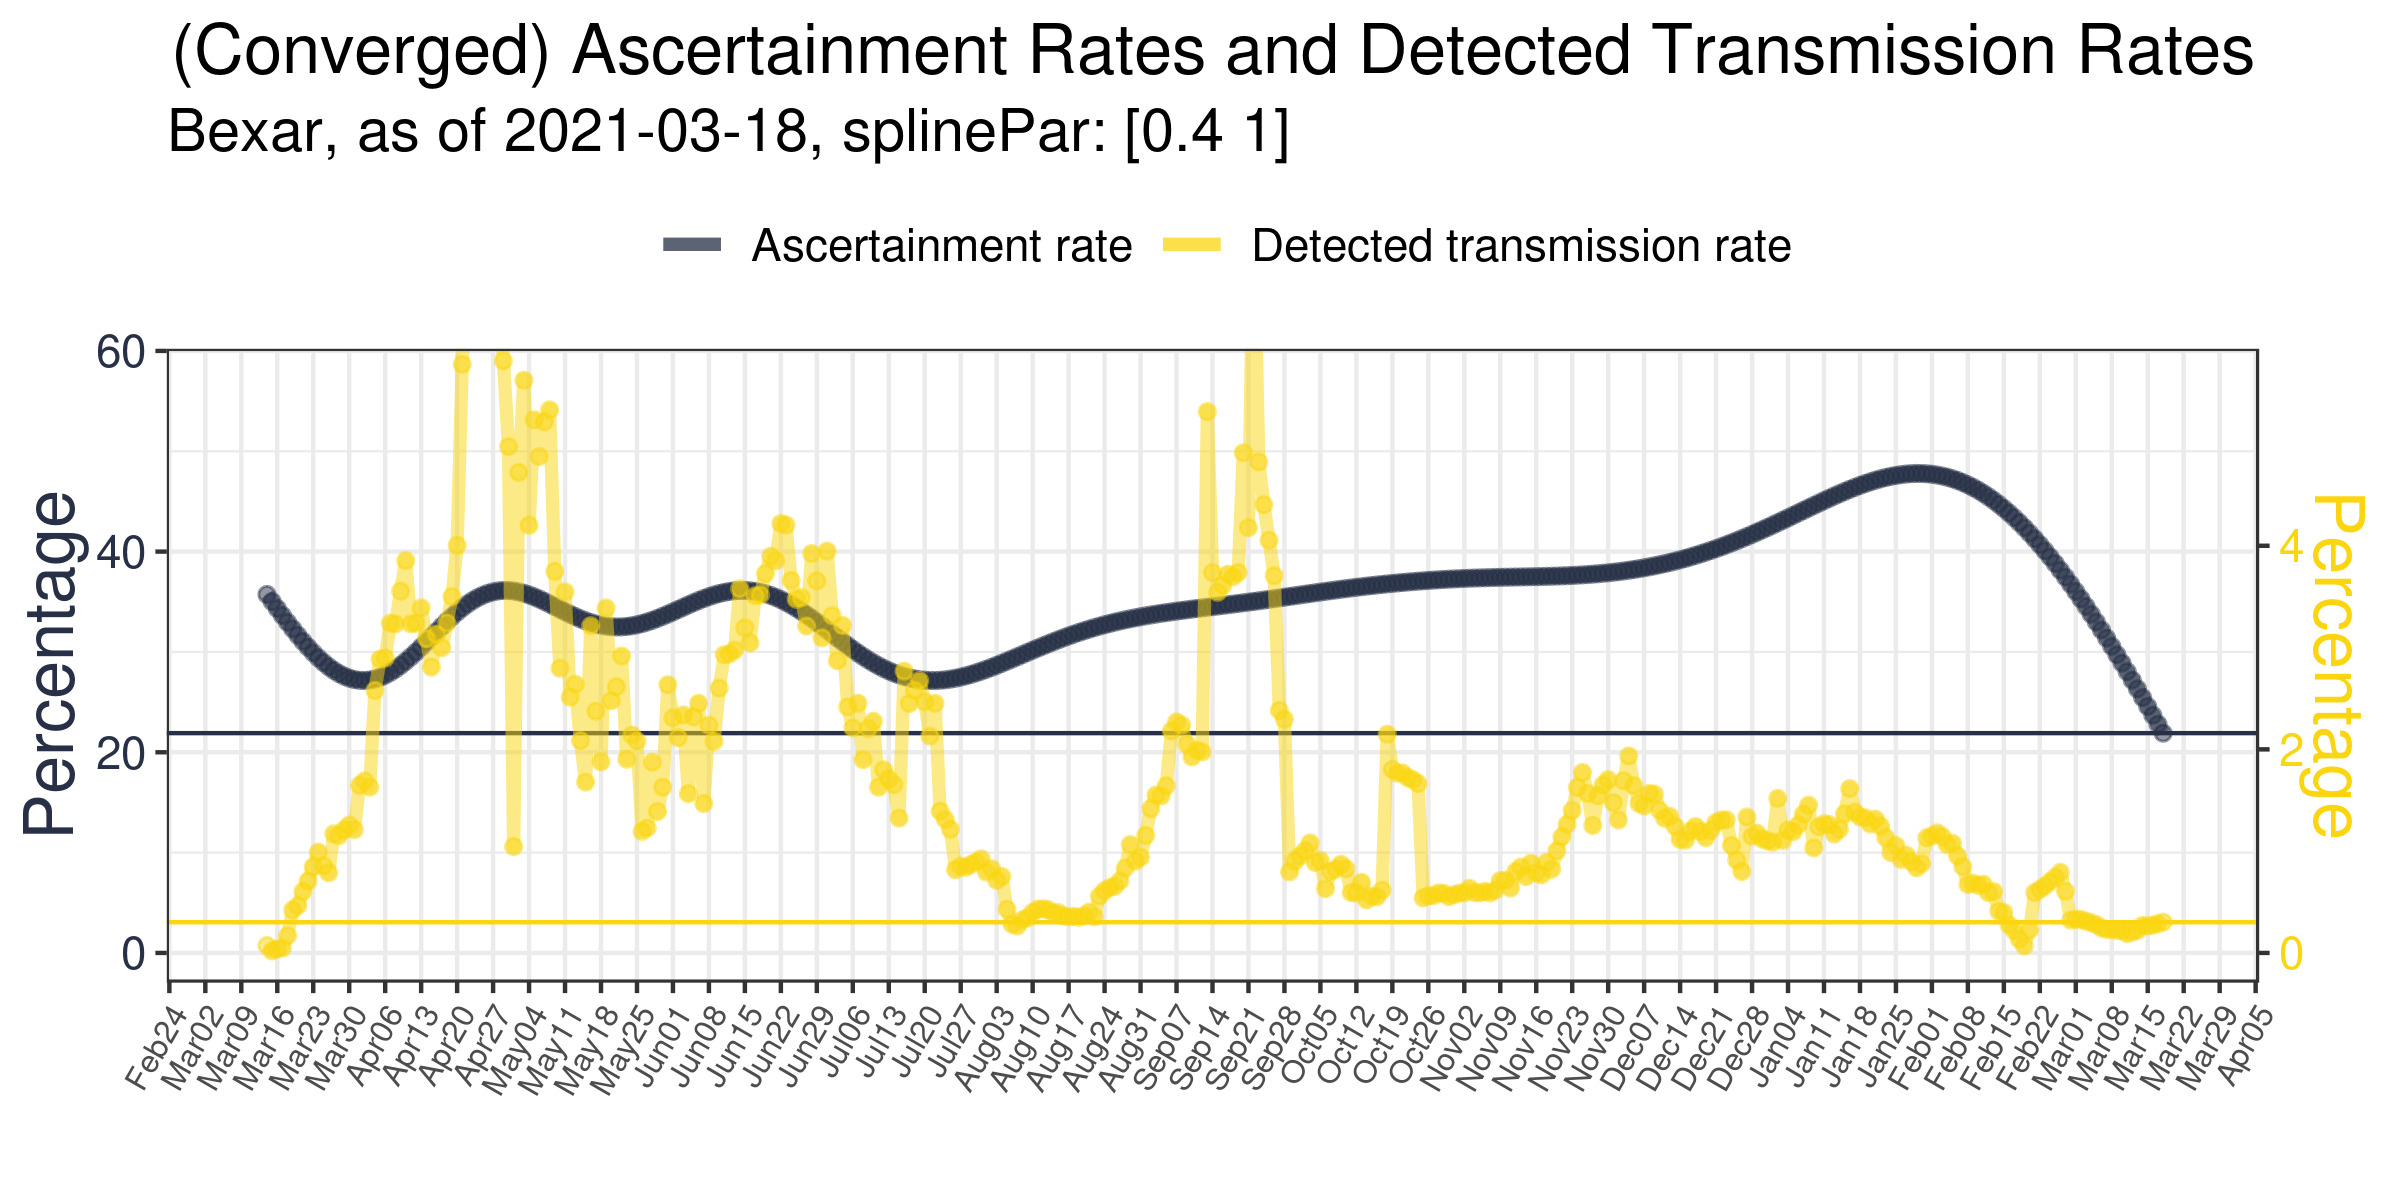 (Converged) Ascertainment Rates and Detected Transmission Rates
Bexar, as of 2021-03-18, splinePar: [0.4 1]
Ascertainment rate
Detected transmission rate
Percentage
60
40
20
0
Percentage
4
2
0
Feb24
Mar02
Mar09
Mar16
Mar23
Mar30
Apr06
Apr13
Apr20
Apr27
May04
May11
May18
May25
Jun01
Jun08
Jun15
Jun22
Jun29
Jul06
Jul13
Jul20
Jul27
Aug03
Aug10
Aug17
Aug24
Aug31
Sep07
Sep14
Sep21
Sep28
Oct05
Oct12
Oct19
Oct26
Nov02
Nov09
Nov16
Nov23
Nov30
Dec07
Dec14
Dec21
Dec28
Jan04
Jan11
Jan18
Jan25
Feb01
Feb08
Feb15
Feb22
Mar01
Mar08
Mar15
Mar22
Mar29
Apr05